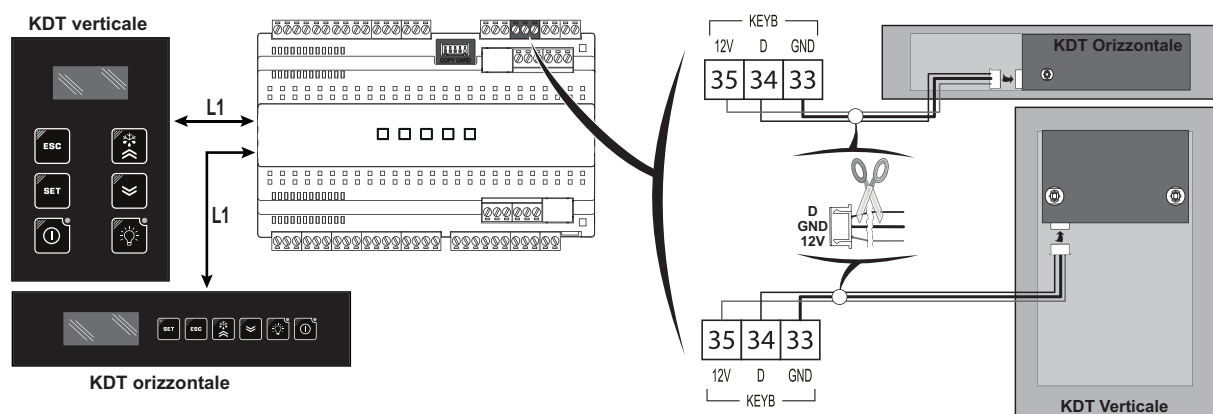 KDT verticale
ESC
SET
L1
L1
COPY CARD
SET ESC
KDT orizzontale
KEYB
12V D GND
35 34 33
KDT Orizzontale
D
GND
12V
35 34 33
12V D GND
KEYB
KDT Verticale